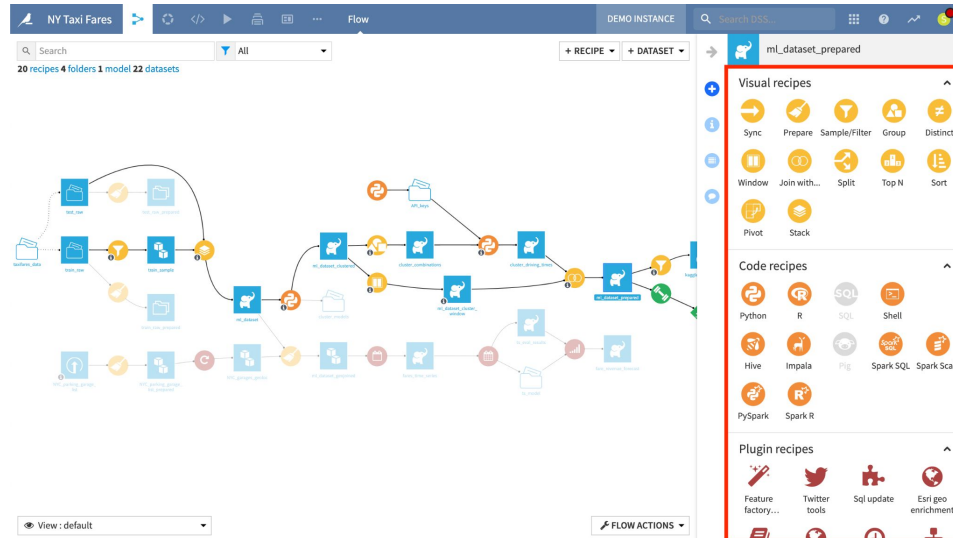 NY Taxi Fares
Flow
DEMO INSTANCE
Search DSS...
Search
All
+ RECIPE
+ DATASET
20 recipes 4 folders 1 model 22 datasets
ml_dataset_prepared
Visual recipes
Sync Prepare Sample/Filter Group Distinct
Window Join with... Split Top N Sort
Pivot Stack
Code recipes
Python R SQL Shell
Hive Impala Pig Spark SQL Spark Sca
PySpark Spark R
Plugin recipes
Feature factory... Twitter tools Sql update Esri geo enrichment
test_raw
train_raw
train_sample
API_keys
ml_dataset_clustered
cluster_combinations
cluster_driving_times
ml_dataset_cluster_
window
ml_dataset_prepared
ml_dataset
View : default
FLOW ACTIONS